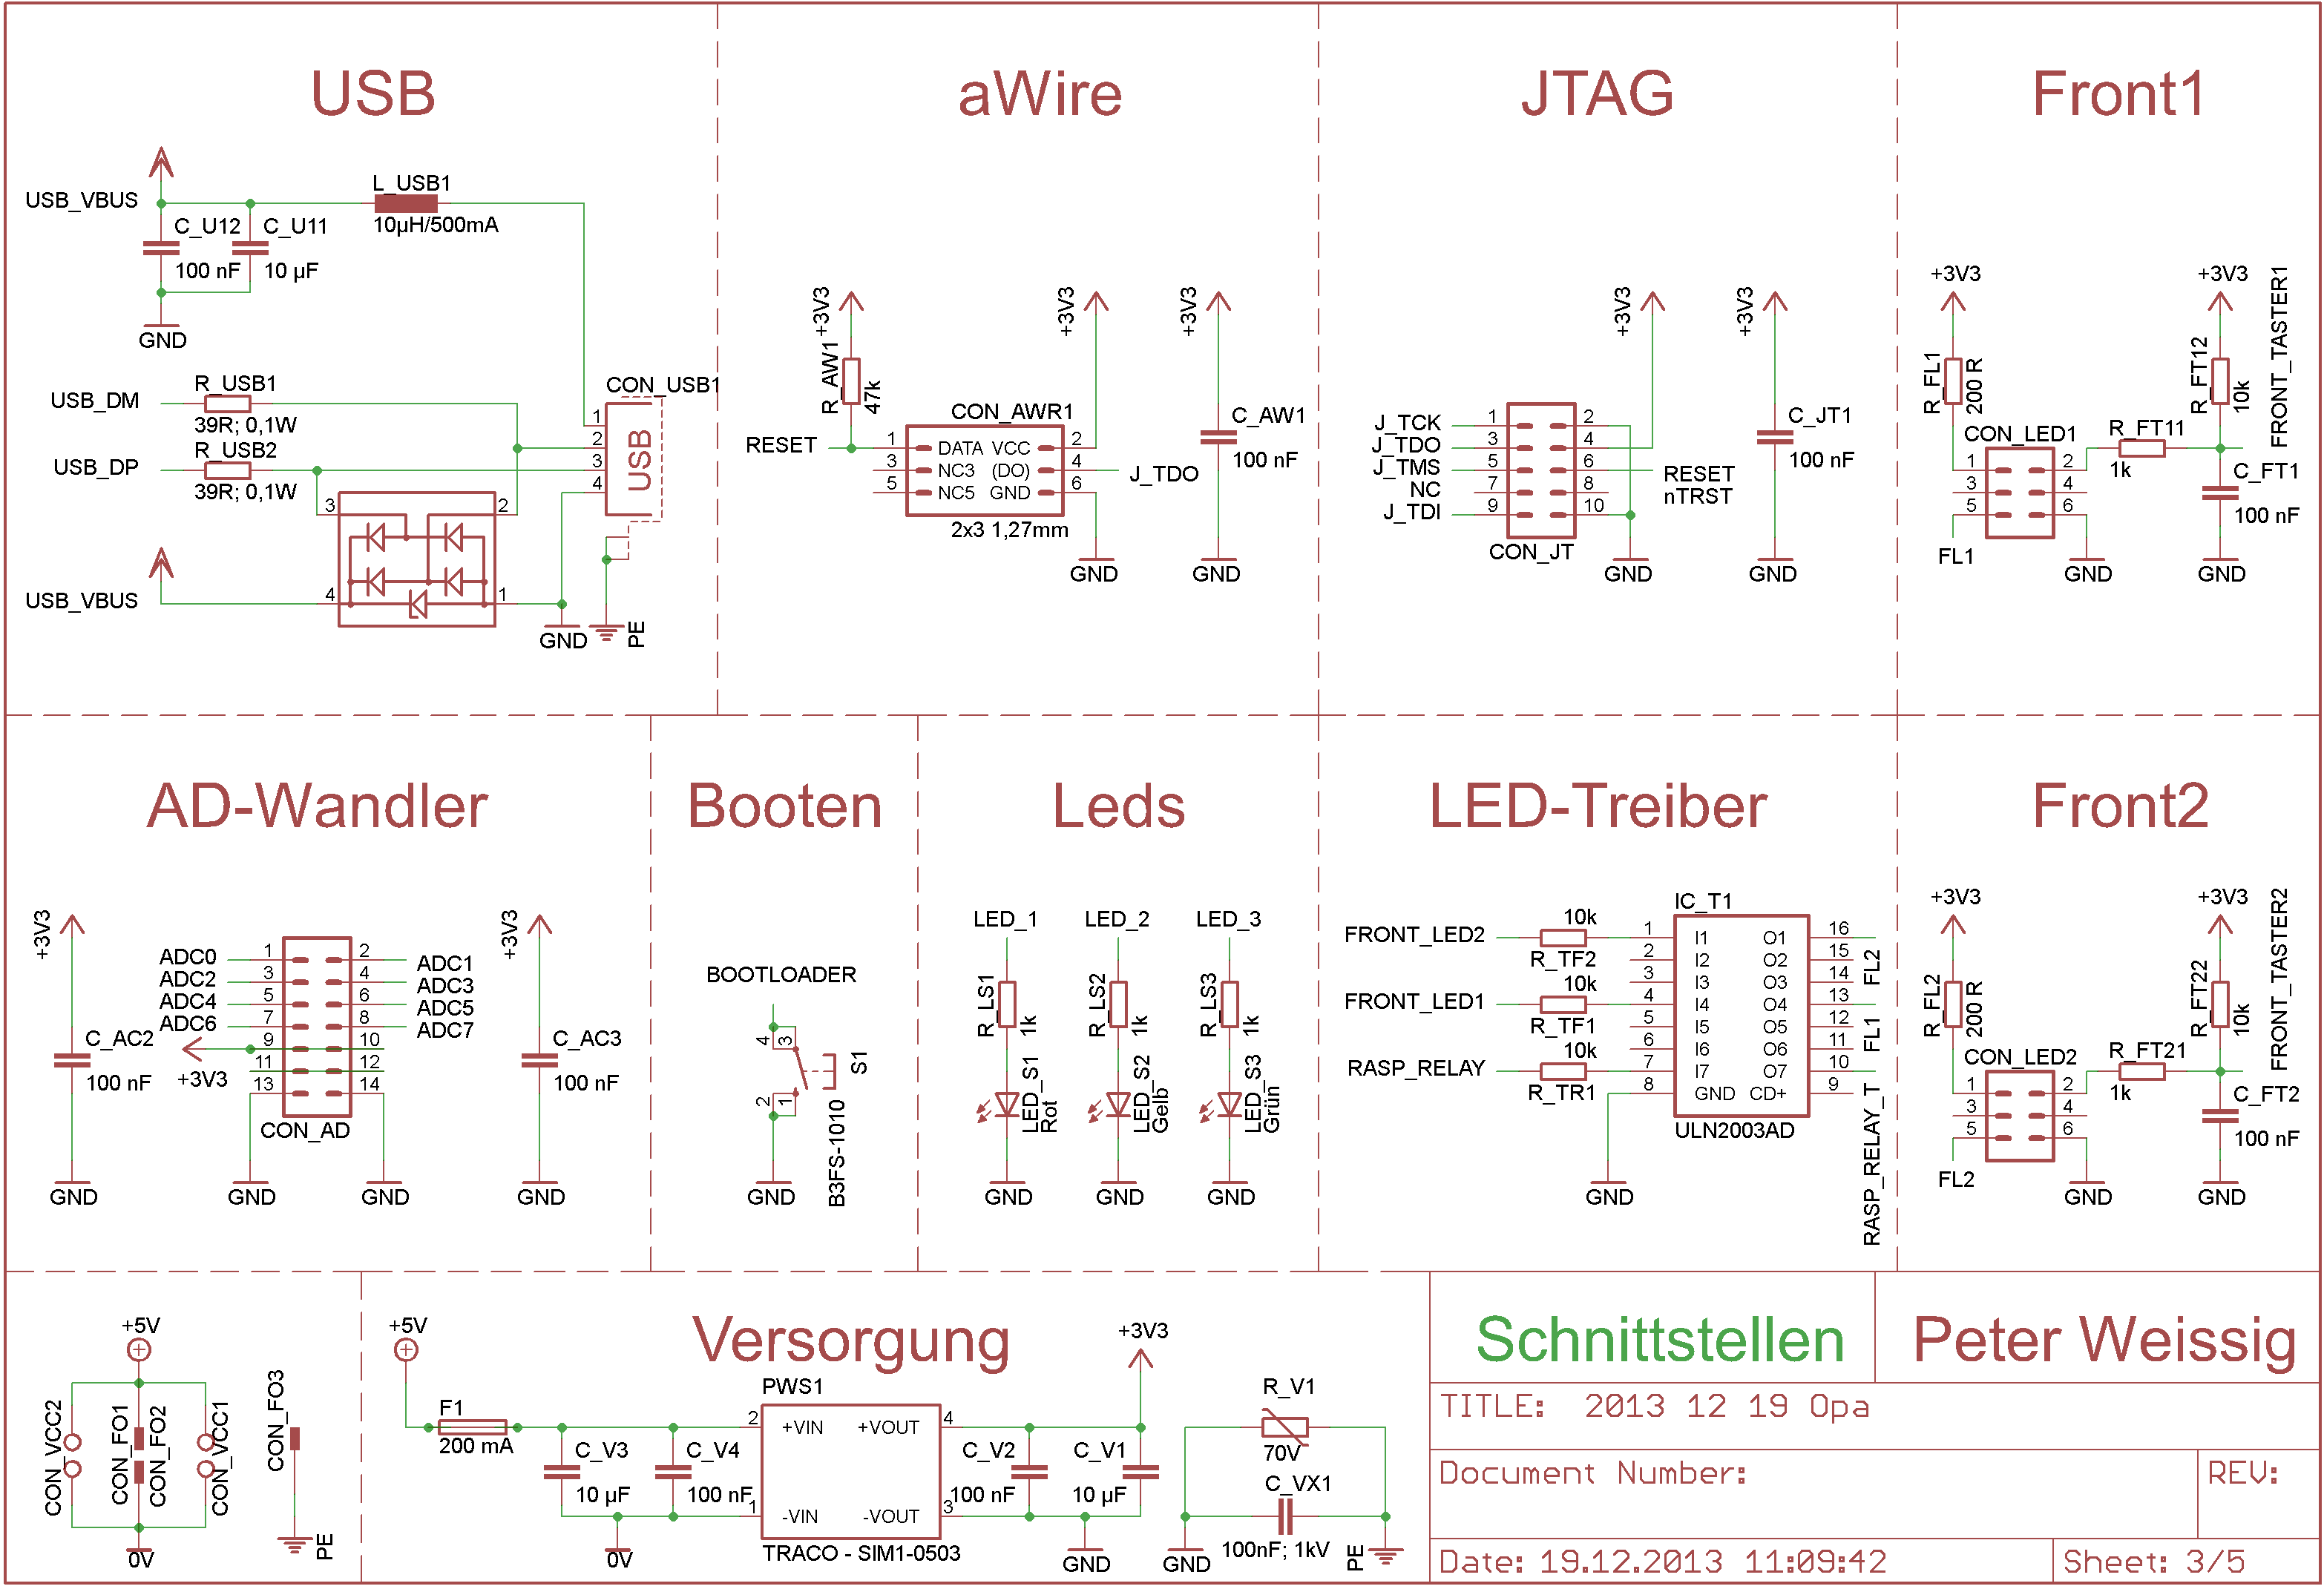 USB
USB_VBUS
L_USB1
10µH/500mA
C_U12
C_U11
100 nF
10 µF
GND
USB_DM
R_USB1
39R; 0,1W
USB_DP
R_USB2
39R; 0,1W
CON_USB1
1
2
3
4
USB
3
2
USB_VBUS
4
1
GND
PE
aWire
+3V3
R_AW1
47k
RESET
CON_AWR1
1
3
5
DATA VCC
NC3 (DO)
NC5 GND
2
4
6
2x3 1,27mm
+3V3
J_TDO
GND
+3V3
C_AW1
100 nF
GND
JTAG
J_TCK
J_TDO
J_TMS
NC
J_TDI
1
3
5
7
9
2
4
6
8
10
CON_JT
+3V3
RESET
nTRST
GND
+3V3
C_JT1
100 nF
GND
Front1
+3V3
R_FL1
200 R
CON_LED1
1
3
5
2
4
6
FL1
GND
R_FT11
1k
+3V3
R_FT12
10k
FRONT_TASTER1
C_FT1
100 nF
GND
AD-Wandler
+3V3
C_AC2
100 nF
GND
ADC0
ADC2
ADC4
ADC6
+3V3
1
3
5
7
9
11
13
2
4
6
8
10
12
14
ADC1
ADC3
ADC5
ADC7
CON_AD
GND
GND
+3V3
C_AC3
100 nF
GND
Booten
BOOTLOADER
4
3
S1
2
1
B3FS-1010
GND
Leds
LED_1
LED_2
LED_3
R_LS1
1k
R_LS2
1k
R_LS3
1k
LED_S1
Rot
LED_S2
Gelb
LED_S3
Grün
GND
GND
GND
LED-Treiber
FRONT_LED2
10k
R_TF2
FRONT_LED1
10k
R_TF1
RASP_RELAY
10k
R_TR1
IC_T1
1
2
3
4
5
6
7
8
I1
I2
I3
I4
I5
I6
I7
GND
O1
O2
O3
O4
O5
O6
O7
CD+
16
15
14
13
12
11
10
9
FL2
FL1
RASP_RELAY_T
ULN2003AD
GND
Front2
+3V3
R_FL2
200 R
CON_LED2
1
3
5
2
4
6
FL2
GND
R_FT21
1k
+3V3
R_FT22
10k
FRONT_TASTER2
C_FT2
100 nF
GND
+5V
CON_VCC2
CON_FO1
CON_FO2
CON_VCC1
0V
CON_FO3
PE
Versorgung
+5V
F1
200 mA
C_V3
10 µF
C_V4
100 nF
0V
PWS1
2
1
+VIN
-VIN
+VOUT
-VOUT
4
3
TRACO - SIM1-0503
C_V2
100 nF
C_V1
10 µF
+3V3
GND
R_V1
70V
C_VX1
100nF; 1kV
GND
PE
Schnittstellen
Peter Weissig
TITLE: 2013 12 19 Opa
Document Number:
REV:
Date: 19.12.2013 11:09:42
Sheet: 3/5